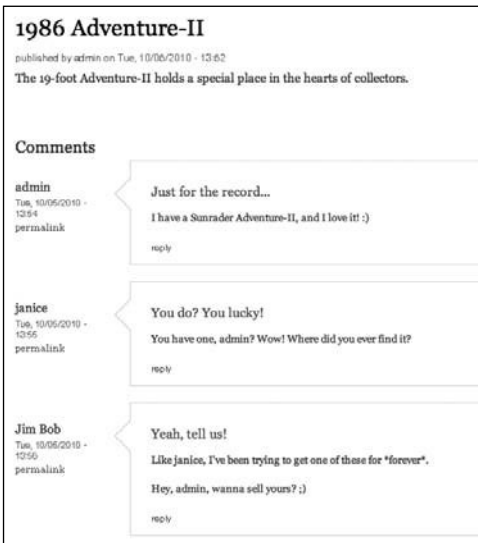 1986 Adventure-II
published by admin on Tue, 10/05/2010 - 13:52
The 19-foot Adventure-II holds a special place in the hearts of collectors.
Comments
admin
Tue, 10/05/2010 -
13:54
permalink
Just for the record...
I have a Sunrader Adventure-II, and I love it! :)
reply
janice
Tue, 10/05/2010 -
13:55
permalink
You do? You lucky!
You have one, admin? Wow! Where did you ever find it?
reply
Jim Bob
Tue, 10/05/2010 -
13:56
permalink
Yeah, tell us!
Like janice, I've been trying to get one of these for *forever*.
Hey, admin, wanna sell yours? ;)
reply